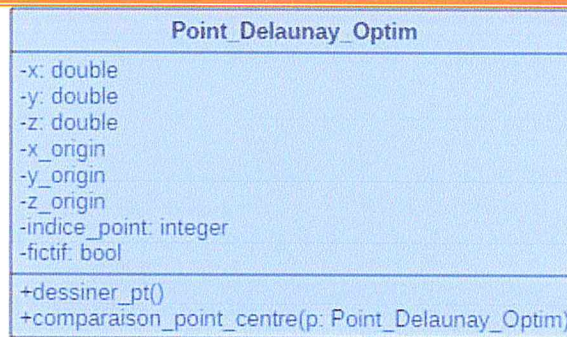 Point_Delaunay_Optim
-x: double
-y: double
-z: double
-x_origin
-y_origin
-z_origin
-indice_point: integer
-fictif: bool
+dessiner_pt()
+comparaison_point_centre(p: Point_Delaunay_Optim)